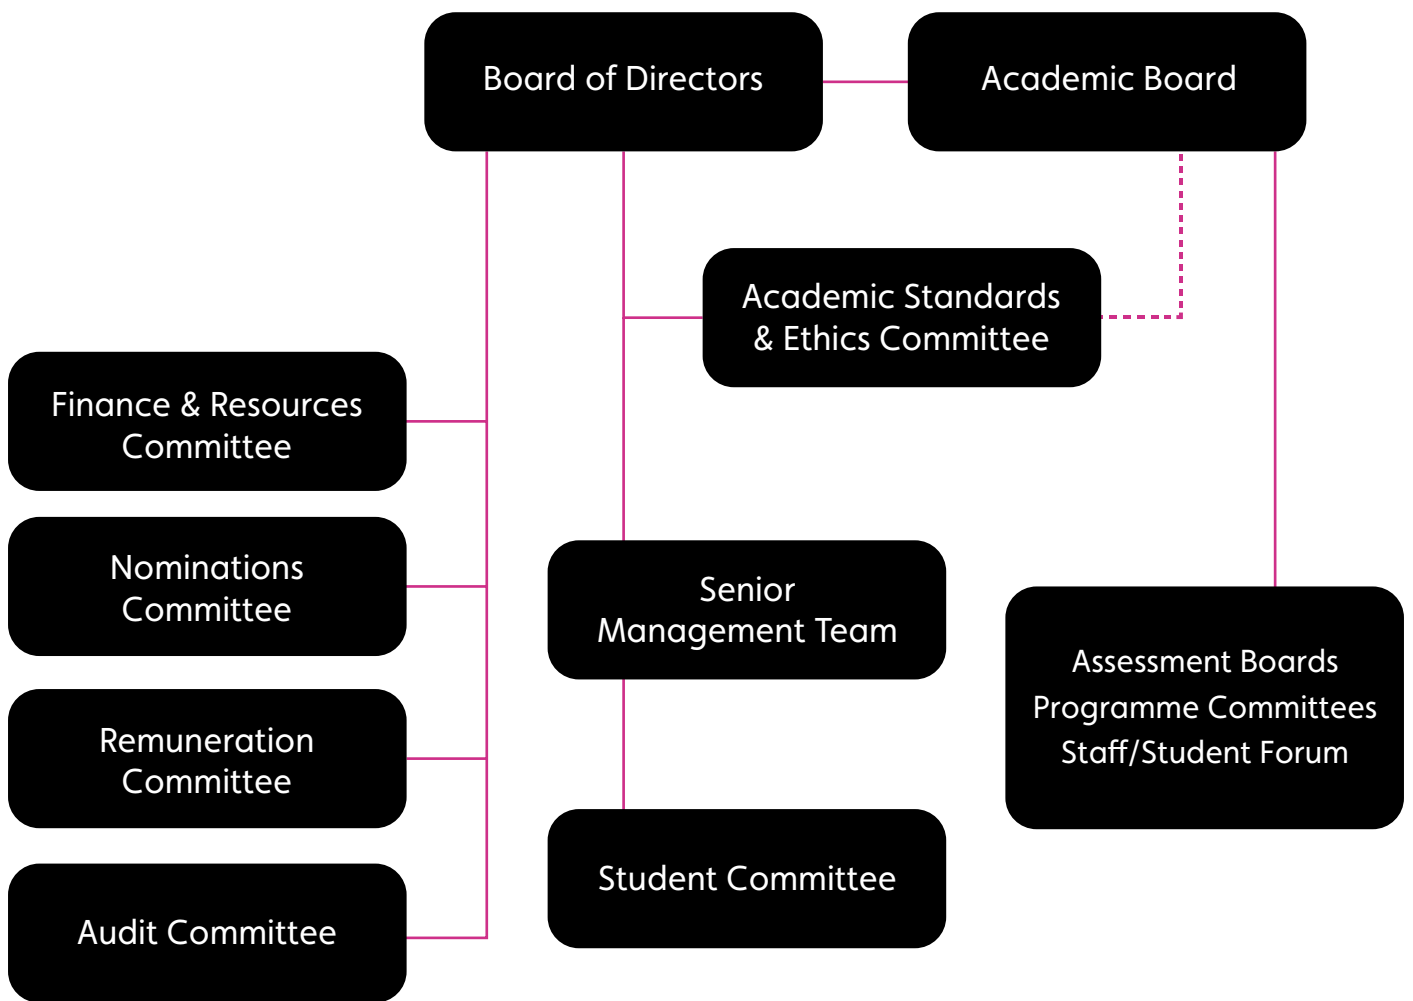 Board of Directors
Academic Board
Academic Standards
& Ethics Committee
Finance & Resources
Committee
Nominations
Committee
Senior
Management Team
Assessment Boards
Programme Committees
Staff/Student Forum
Remuneration
Committee
Student Committee
Audit Committee